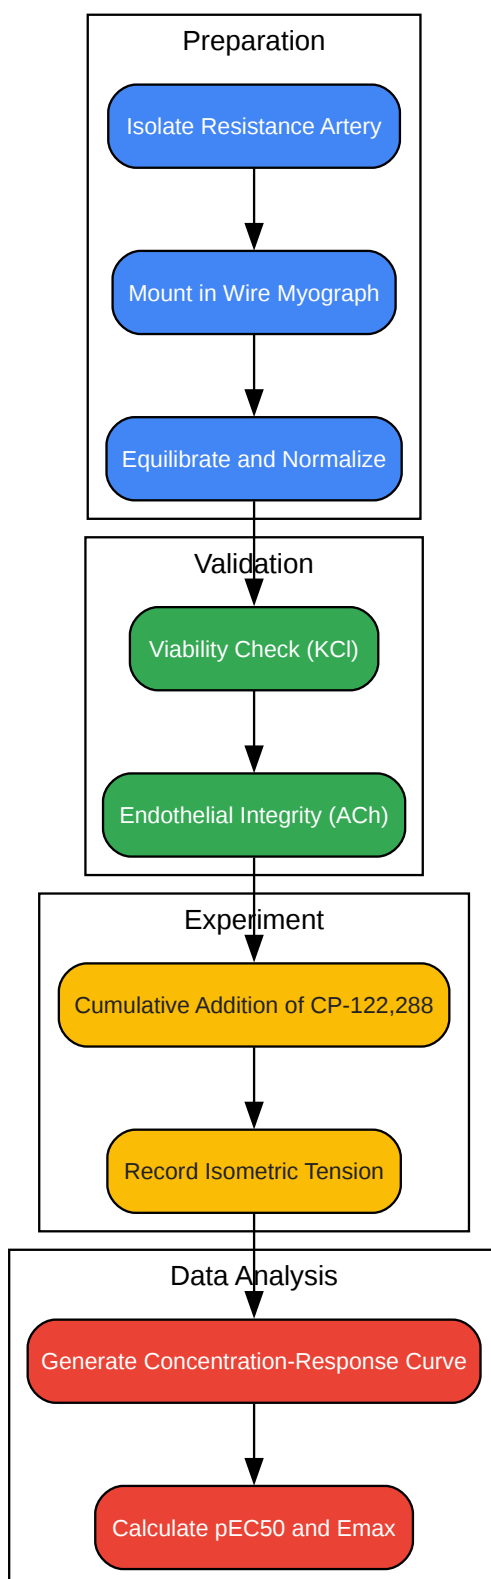 Preparation
Isolate Resistance Artery
Mount in Wire Myograph
Equilibrate and Normalize
Validation
Viability Check (KCl)
Endothelial Integrity (ACh)
Experiment
Cumulative Addition of CP-122,288
Record Isometric Tension
Data Analysis
Generate Concentration-Response Curve
Calculate pEC50 and Emax